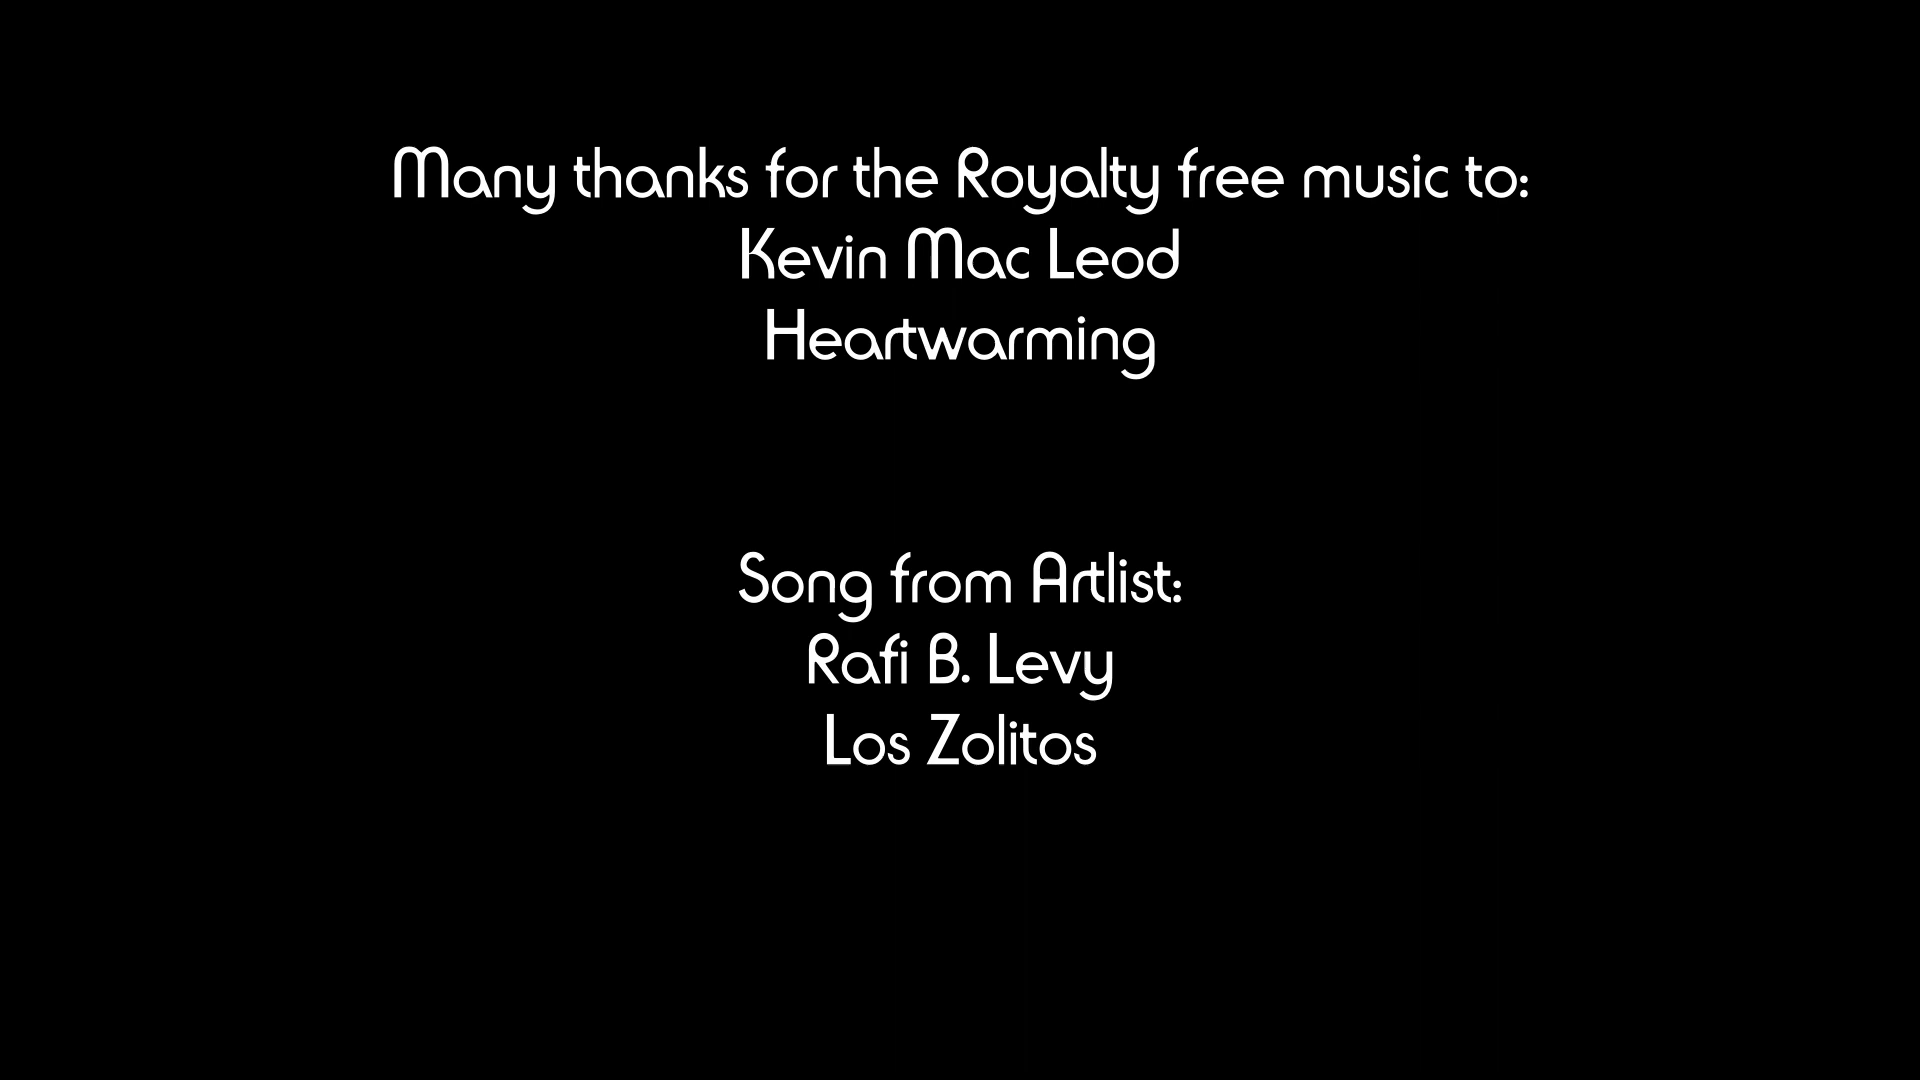 Many thanks for the Royalty free music to:
Kevin Mac Leod
Heartwarming
Song from Artlist:
Rafi B. Levy
Los Zolitos